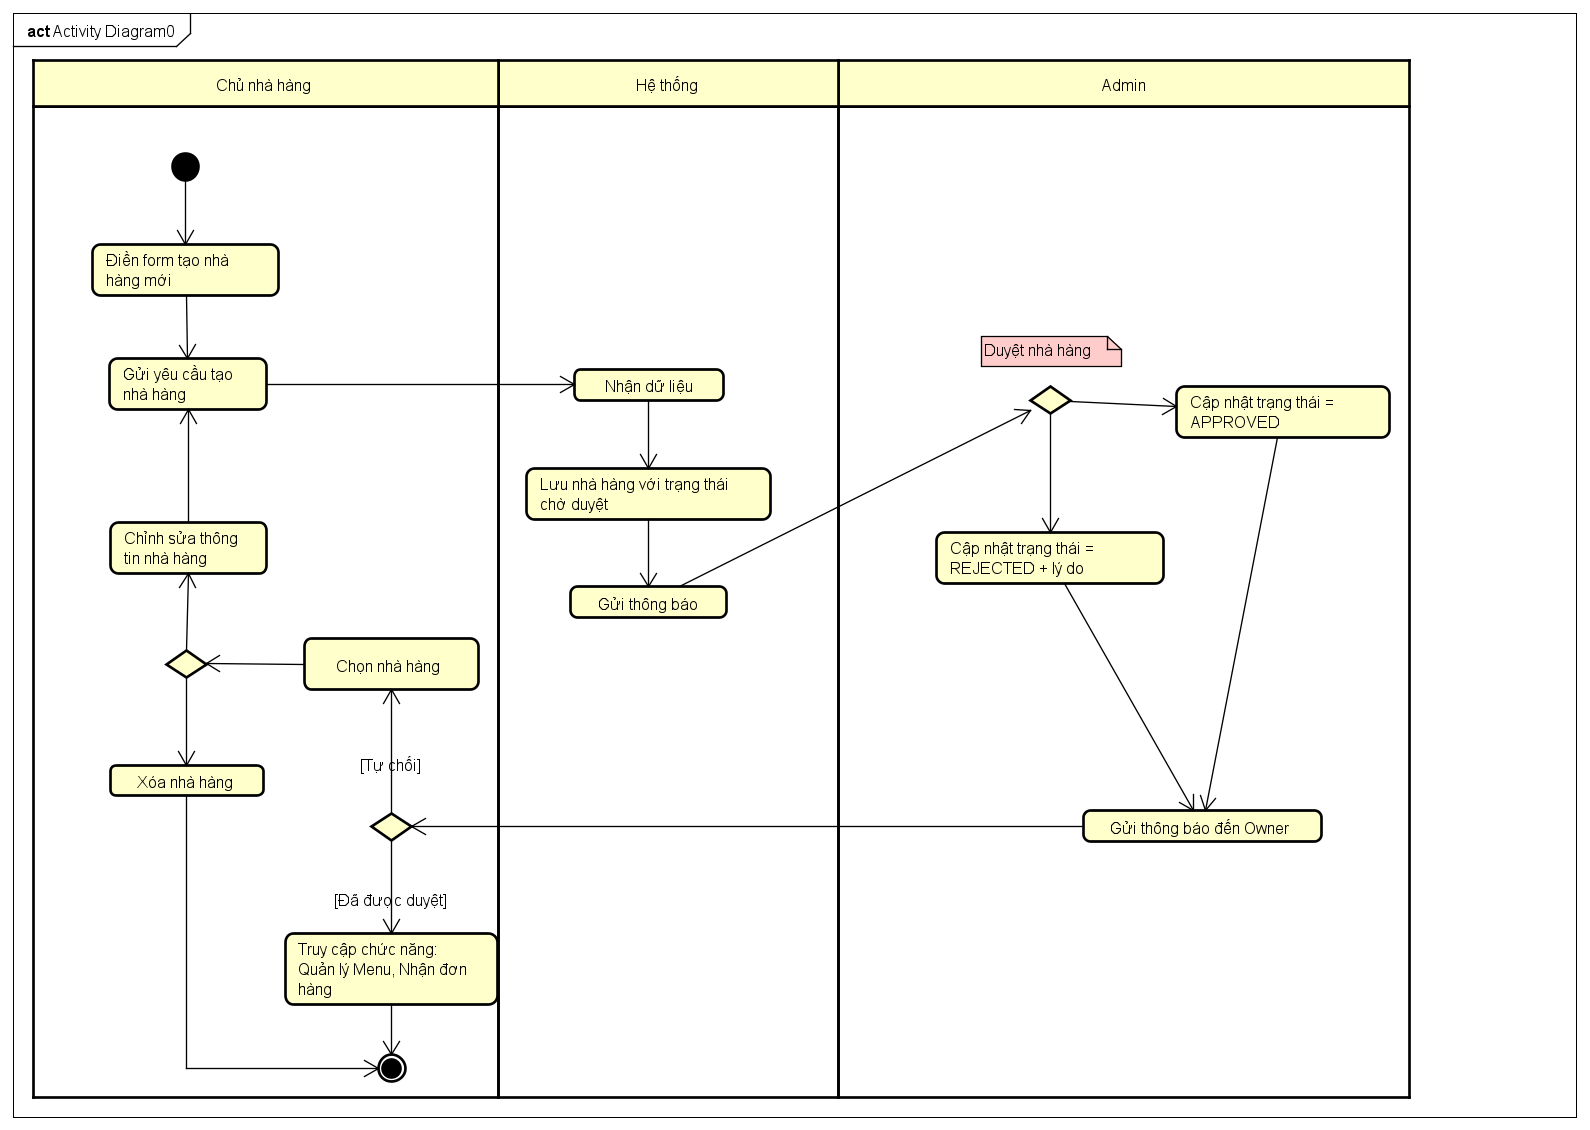 act Activity Diagram0
Chủ nhà hàng
Hệ thống
Admin
Điền form tạo nhà
hàng mới
Gửi yêu cầu tạo
nhà hàng
Nhận dữ liệu
Duyệt nhà hàng
Cập nhật trạng thái =
APPROVED
Lưu nhà hàng với trạng thái
chờ duyệt
Chỉnh sửa thông
tin nhà hàng
Cập nhật trạng thái =
REJECTED + lý do
Gửi thông báo
Chọn nhà hàng
[Tự chối]
Xóa nhà hàng
Gửi thông báo đến Owner
[Đã được duyệt]
Truy cập chức năng:
Quản lý Menu, Nhận đơn
hàng